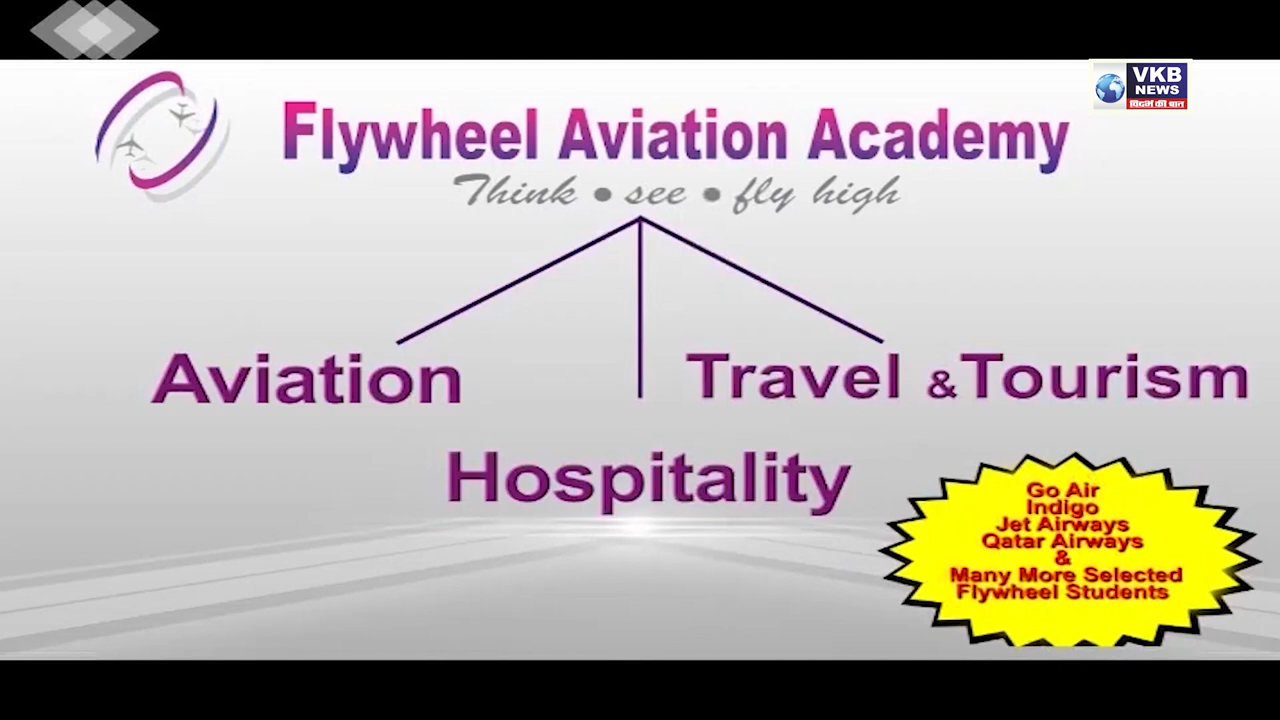 VKB
NEWS
विदर्भ की बात
Flywheel Aviation Academy
Think • see • fly high
Aviation
Travel & Tourism
Hospitality
Go Air
Indigo
Jet Airways
Qatar Airways
&
Many More Selected
Flywheel Students